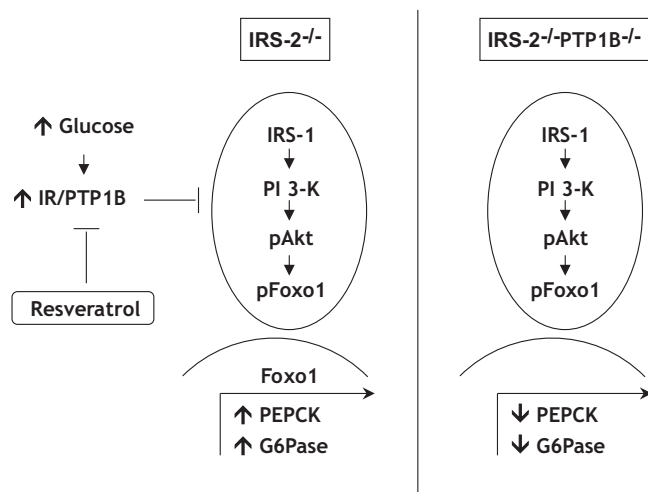 IRS-2-/-
↑ Glucose
↑ IR/PTP1B
Resveratrol
IRS-1
PI 3-K
pAkt
pFoxo1
Foxo1
↑ PEPCK
↑ G6Pase
IRS-2-/-PTP1B-/-
IRS-1
PI 3-K
pAkt
pFoxo1
↓ PEPCK
↓ G6Pase